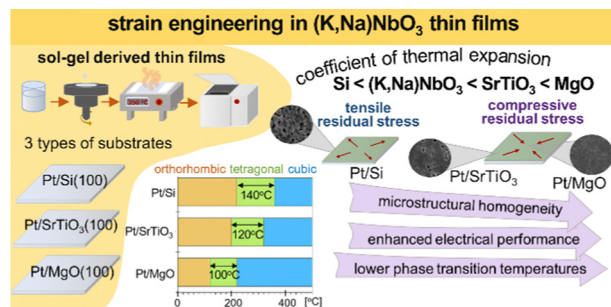 strain engineering in (K,Na)NbO₃ thin films
sol-gel derived thin films
350 °C
3 types of substrates
Pt/Si(100)
Pt/SrTiO₃(100)
Pt/MgO(100)
coefficient of thermal expansion
Si < (K,Na)NbO₃ < SrTiO₃ < MgO
tensile
residual stress
compressive
residual stress
Pt/Si
Pt/SrTiO₃
Pt/MgO
orthorhombic tetragonal cubic
Pt/Si
140°C
Pt/SrTiO₃
120°C
Pt/MgO
100°C
0 200 400 [°C]
microstructural homogeneity
enhanced electrical performance
lower phase transition temperatures